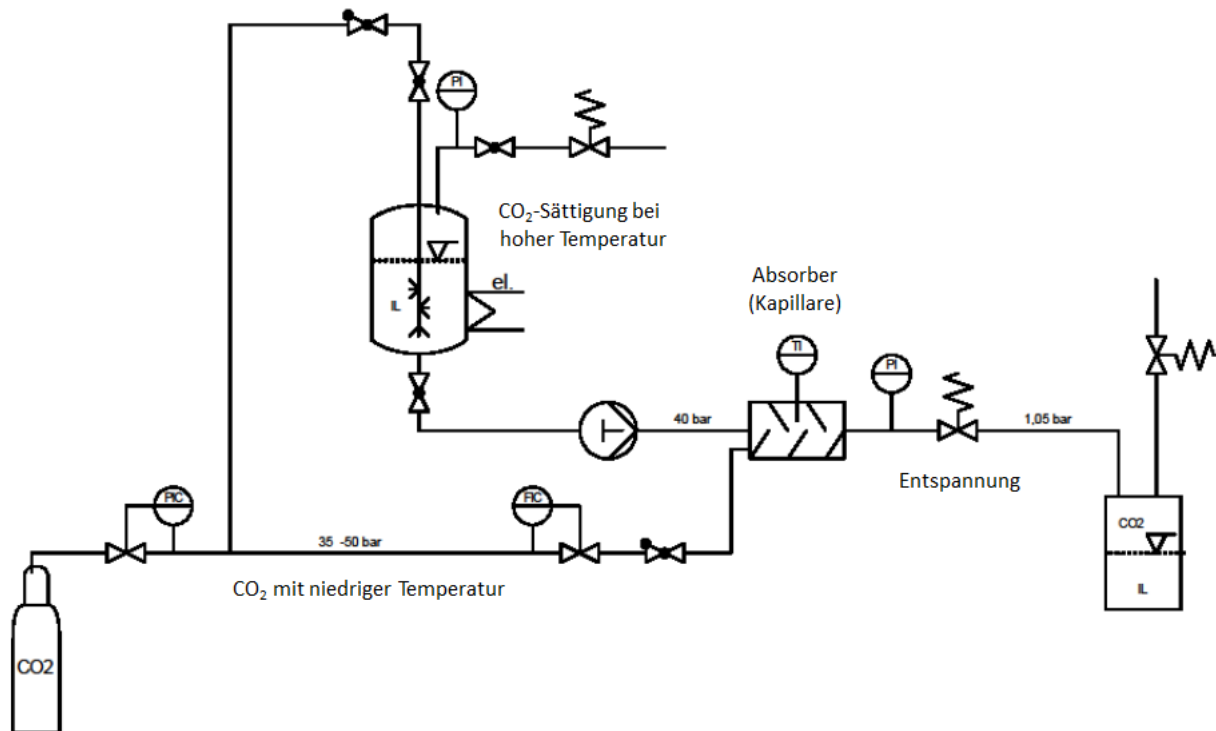 PI
CO₂-Sättigung bei
hoher Temperatur
el.
IL
Absorber
(Kapillare)
TI
PI
40 bar
1,05 bar
Entspannung
PIC
FIC
35 -50 bar
CO2
IL
CO₂ mit niedriger Temperatur
CO2